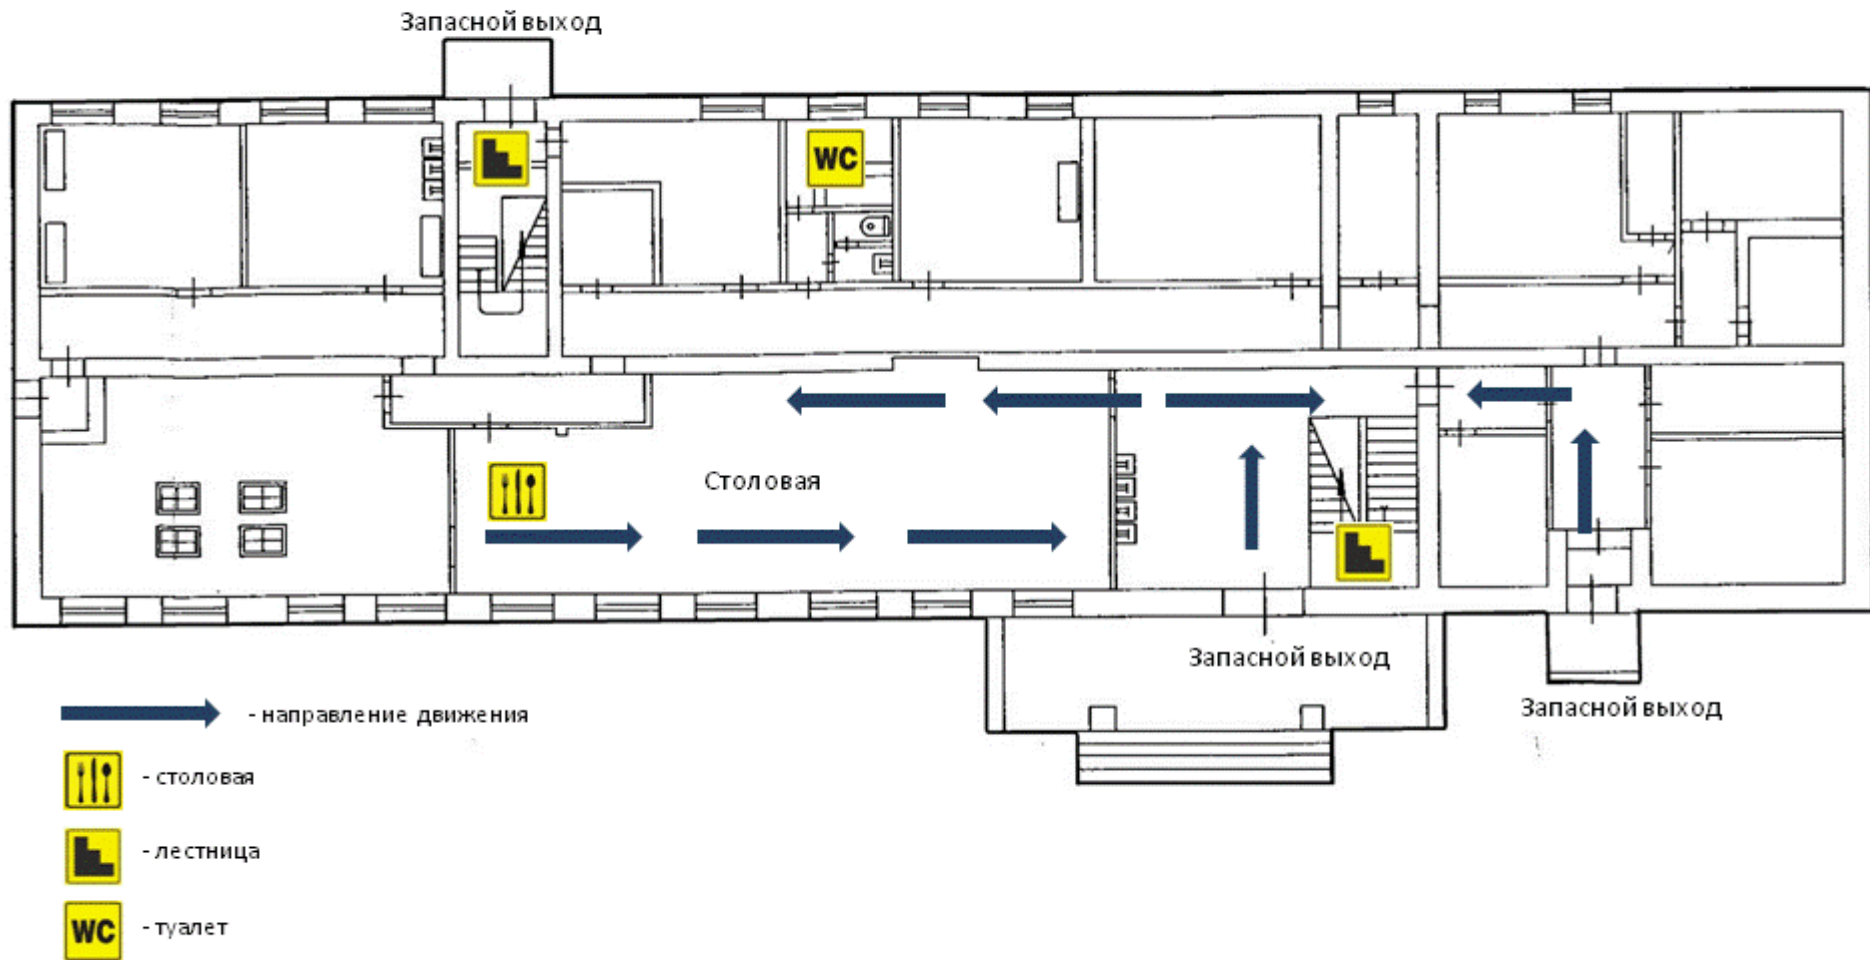 Запасной выход
WC
Столовая
Запасной выход
Запасной выход
- направление движения
- столовая
- лестница
WC
- туалет